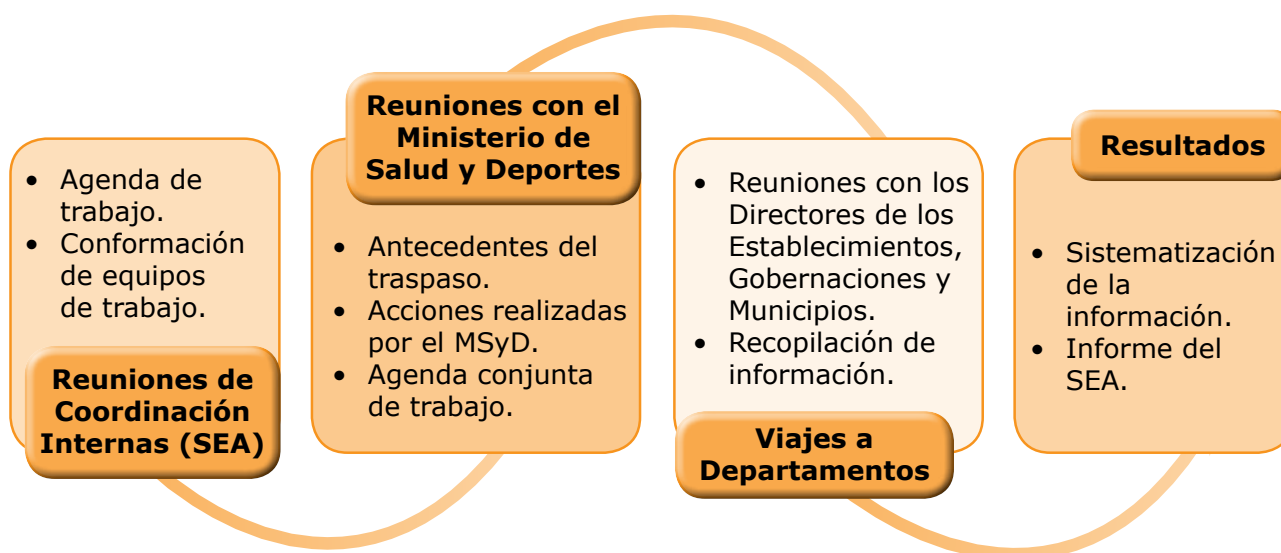 • Agenda de
trabajo.
• Conformación
de equipos
de trabajo.
Reuniones de
Coordinación
Internas (SEA)
Reuniones con el
Ministerio de
Salud y Deportes
• Antecedentes del
traspaso.
• Acciones realizadas
por el MSyD.
• Agenda conjunta
de trabajo.
• Reuniones con los
Directores de los
Establecimientos,
Gobernaciones y
Municipios.
• Recopilación de
información.
Viajes a
Departamentos
Resultados
• Sistematización
de la
información.
• Informe del
SEA.